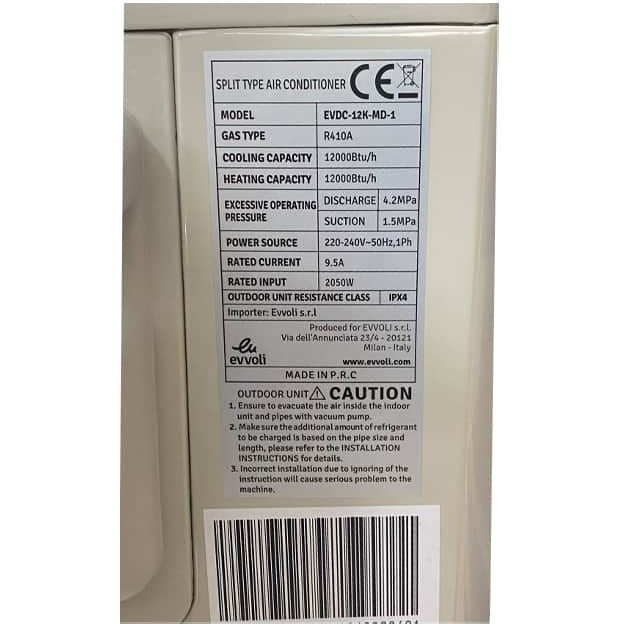 SPLIT TYPE AIR CONDITIONER CE
MODEL EVDC-12K-MD-1
GAS TYPE R410A
COOLING CAPACITY 12000Btu/h
HEATING CAPACITY 12000Btu/h
EXCESSIVE OPERATING PRESSURE DISCHARGE 4.2MPa
SUCTION 1.5MPa
POWER SOURCE 220-240V~50Hz,1Ph
RATED CURRENT 9.5A
RATED INPUT 2050W
OUTDOOR UNIT RESISTANCE CLASS IPX4
Importer: Evvoli s.r.l
Produced for EVVOLI s.r.l.
Via dell'Annunciata 23/4 - 20121
Milan - Italy
evvoli www.evvoli.com
MADE IN P.R.C
OUTDOOR UNIT CAUTION
1. Ensure to evacuate the air inside the indoor
unit and pipes with vacuum pump.
2. Make sure the additional amount of refrigerant
to be charged is based on the pipe size and
length, please refer to the INSTALLATION
INSTRUCTIONS for details.
3. Incorrect installation due to ignoring of the
instruction will cause serious problem to the
machine.